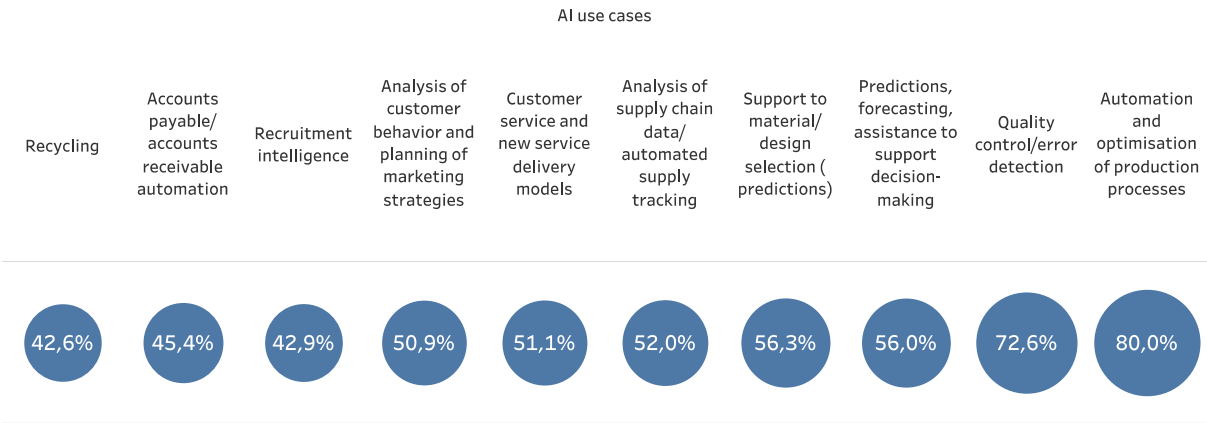 AI use cases
Recycling
Accounts
payable/
accounts
receivable
automation
Recruitment
intelligence
Analysis of
customer
behavior and
planning of
marketing
strategies
Customer
service and
new service
delivery
models
Analysis of
supply chain
data/
automated
supply
tracking
Support to
material/
design
selection (
predictions)
Predictions,
forecasting,
assistance to
support
decision-
making
Quality
control/error
detection
Automation
and
optimisation
of production
processes
42,6%
45,4%
42,9%
50,9%
51,1%
52,0%
56,3%
56,0%
72,6%
80,0%